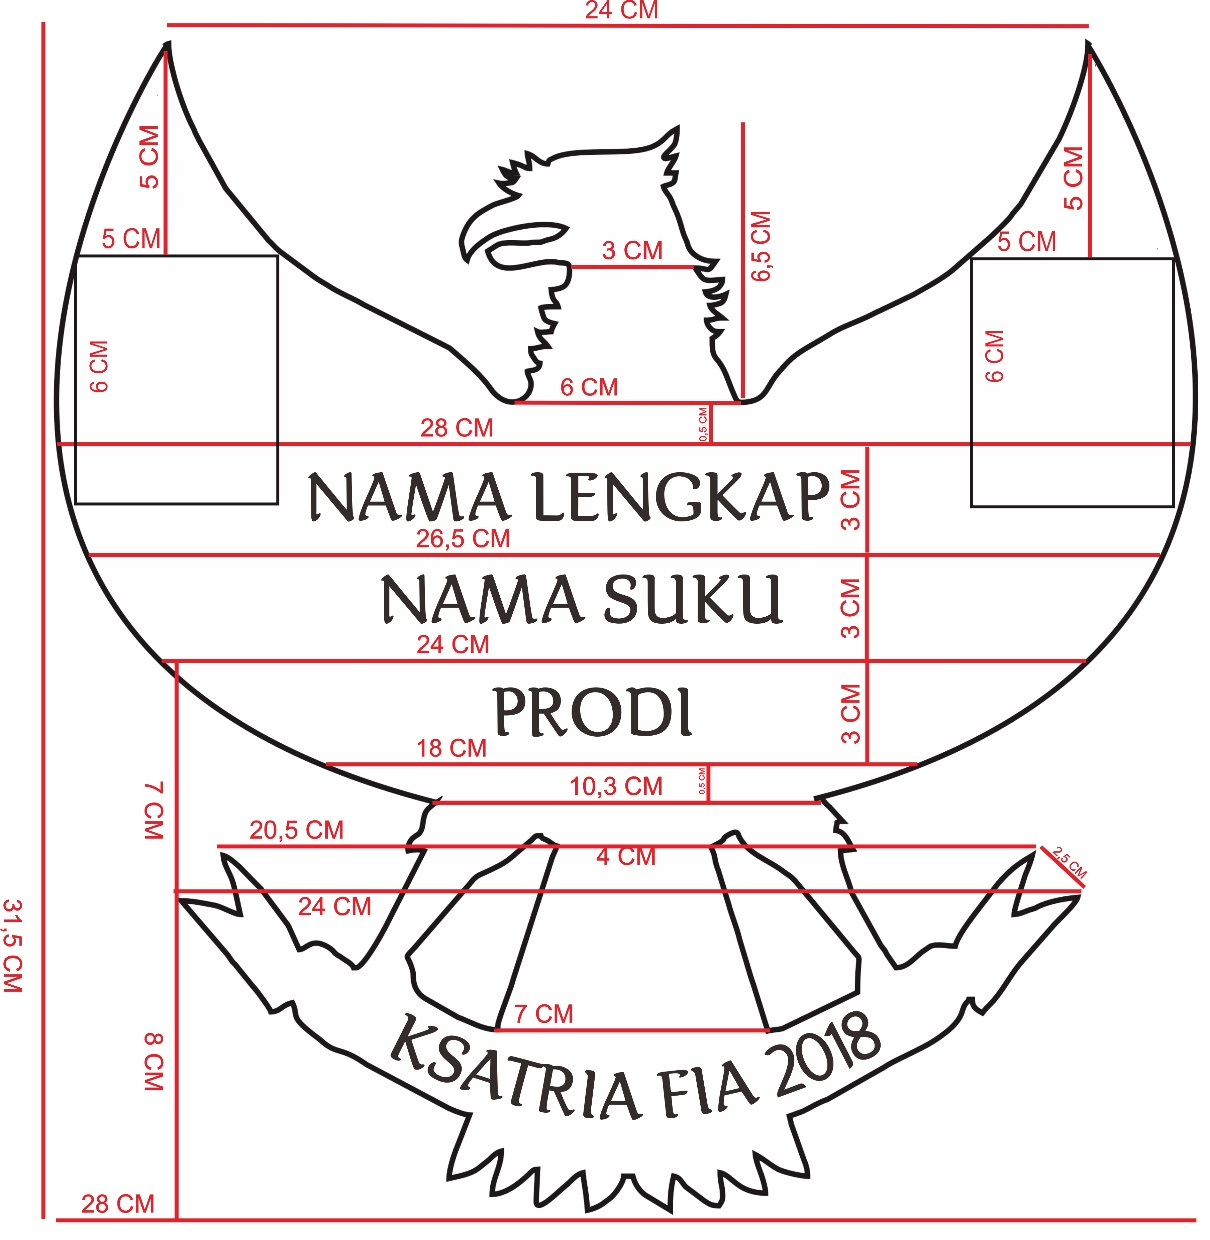 24 CM
5 CM
5 CM
6,5 CM
3 CM
5 CM
5 CM
6 CM
6 CM
6 CM
0,5 CM
28 CM
NAMA LENGKAP
3 CM
26,5 CM
NAMA SUKU
3 CM
24 CM
PRODI
3 CM
18 CM
0,5 CM
10,3 CM
7 CM
20,5 CM
4 CM
2,5 CM
24 CM
31,5 CM
7 CM
KSATRIA FIA 2018
8 CM
28 CM